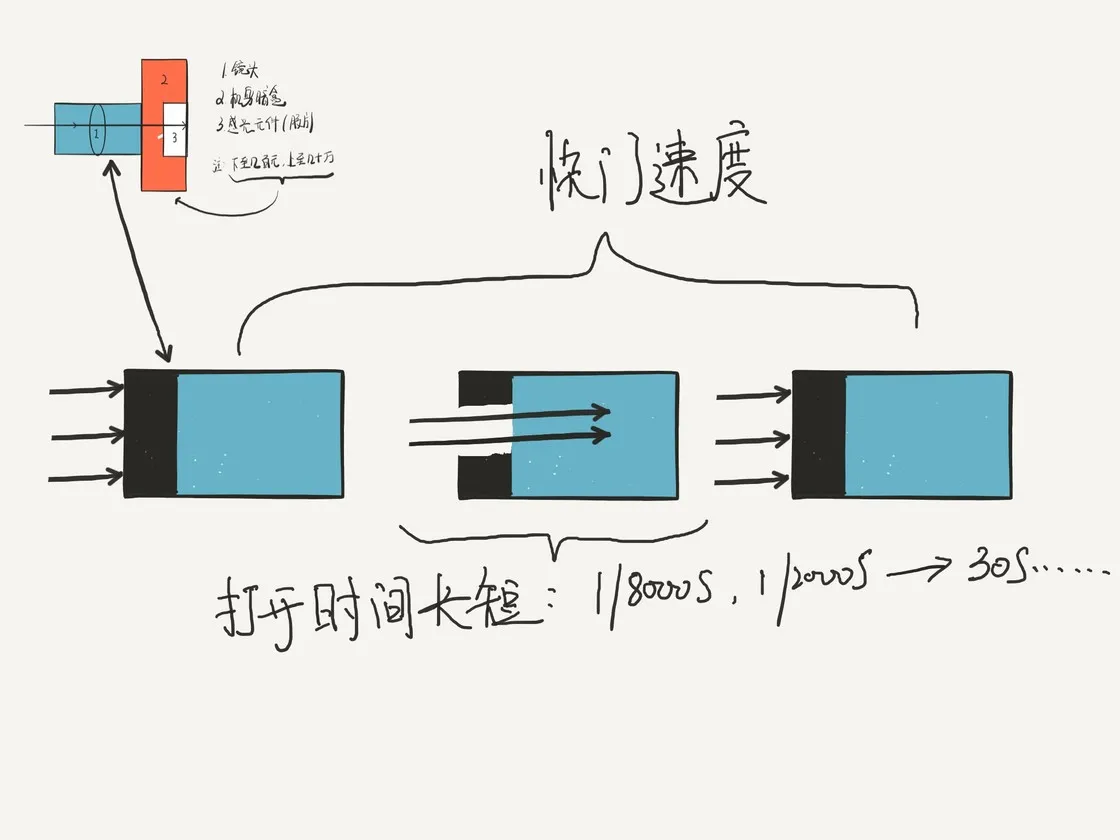 1 镜头
2 机身暗盒
3 感光元件(胶片)
注: 下至几百元,上至几十万
1
2
3
快门速度
打开时间长短: 1/8000S, 1/2000S → 30S……